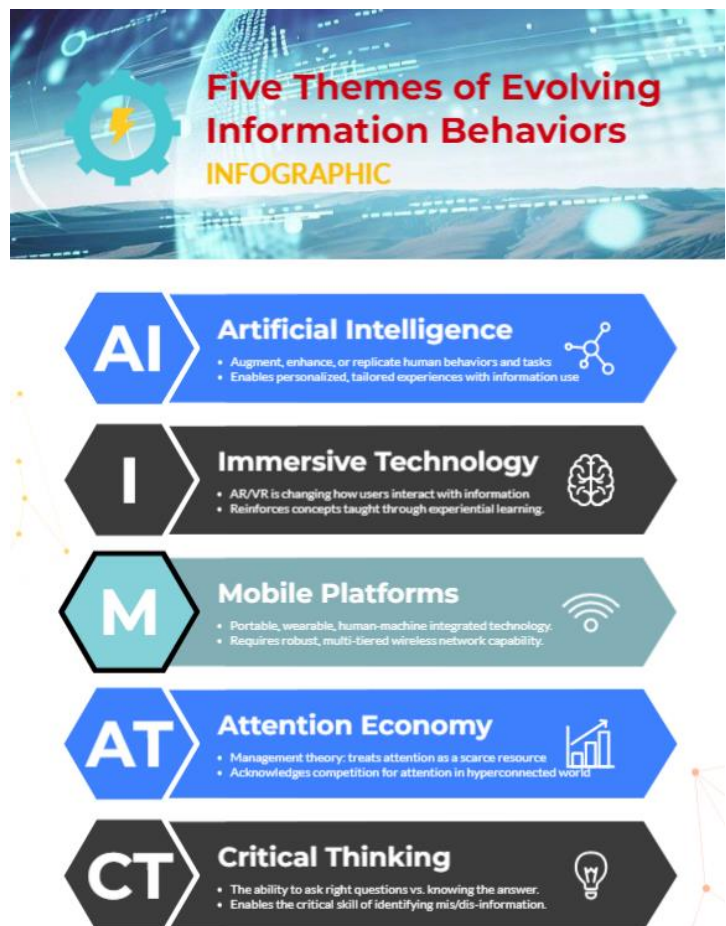 Five Themes of Evolving
Information Behaviors
INFOGRAPHIC
AI
Artificial Intelligence
• Augment, enhance, or replicate human behaviors and tasks
• Enables personalized, tailored experiences with information use
I
Immersive Technology
• AR/VR is changing how users interact with information
• Reinforces concepts taught through experiential learning.
M
Mobile Platforms
• Portable, wearable, human-machine integrated technology.
• Requires robust, multi-tiered wireless network capability.
AT
Attention Economy
• Management theory: treats attention as a scarce resource
• Acknowledges competition for attention in hyperconnected world
CT
Critical Thinking
• The ability to ask right questions vs. knowing the answer.
• Enables the critical skill of identifying mis/dis-information.